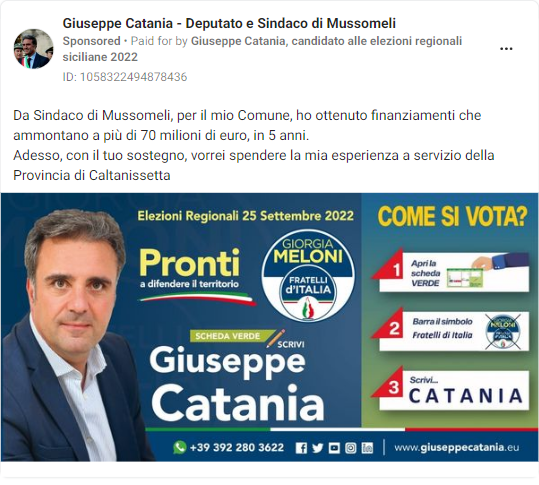 Giuseppe Catania - Deputato e Sindaco di Mussomeli
Sponsored • Paid for by Giuseppe Catania, candidato alle elezioni regionali
siciliane 2022
ID: 1058322494878436
Da Sindaco di Mussomeli, per il mio Comune, ho ottenuto finanziamenti che
ammontano a più di 70 milioni di euro, in 5 anni.
Adesso, con il tuo sostegno, vorrei spendere la mia esperienza a servizio della
Provincia di Caltanissetta
Elezioni Regionali 25 Settembre 2022
Pronti
a difendere il territorio
GIORGIA
MELONI
FRATELLI
d'ITALIA
SCHEDA VERDE
SCRIVI
Giuseppe
Catania
+39 392 280 3622
www.giuseppecatania.eu
COME SI VOTA?
1
Apri la
scheda
VERDE
2
Barra il simbolo
Fratelli di Italia
GIORGIA
MELONI
3
Scrivi...
CATANIA